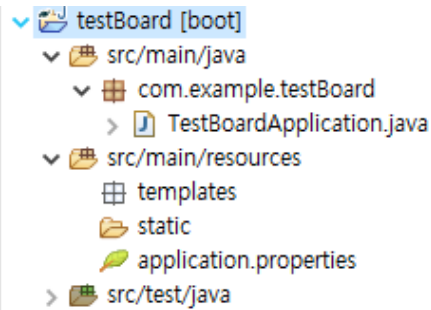 testBoard [boot]
src/main/java
com.example.testBoard
TestBoardApplication.java
src/main/resources
templates
static
application.properties
src/test/java